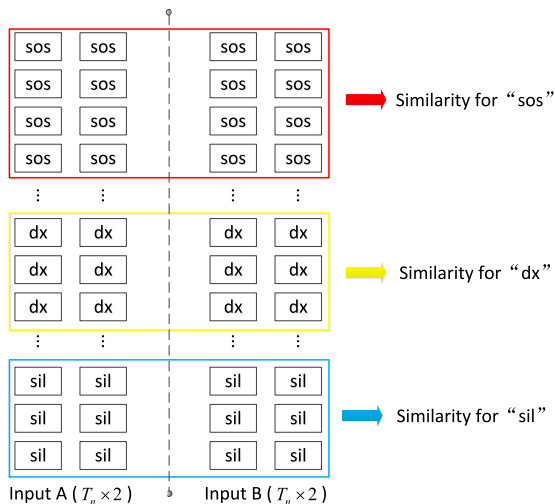 sos sos sos sos
sos sos sos sos Similarity for “sos”
sos sos sos sos
sos sos sos sos
⋮ ⋮ ⋮ ⋮
dx dx dx dx
dx dx dx dx Similarity for “dx”
dx dx dx dx
⋮ ⋮ ⋮ ⋮
sil sil sil sil
sil sil sil sil Similarity for “sil”
sil sil sil sil
Input A ( Tₙ × 2 ) Input B ( Tₙ × 2 )